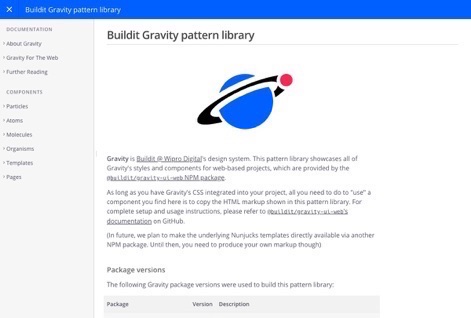 Buildit Gravity pattern library
DOCUMENTATION
About Gravity
Gravity For The Web
Further Reading
COMPONENTS
Particles
Atoms
Molecules
Organisms
Templates
Pages
Buildit Gravity pattern library
Gravity is Buildit @ Wipro Digital's design system. This pattern library showcases all of
Gravity's styles and components for web-based projects, which are provided by the
@buildit/gravity-ui-web NPM package.
As long as you have Gravity's CSS integrated into your project, all you need to do to "use" a
component you find here is to copy the HTML markup shown in this pattern library. For
complete setup and usage instructions, please refer to @buildit/gravity-ui-web's
documentation on GitHub.
(In future, we plan to make the underlying Nunjucks templates directly available via another
NPM package. Until then, you need to produce your own markup though)
Package versions
The following Gravity package versions were used to build this pattern library:
Package Version Description